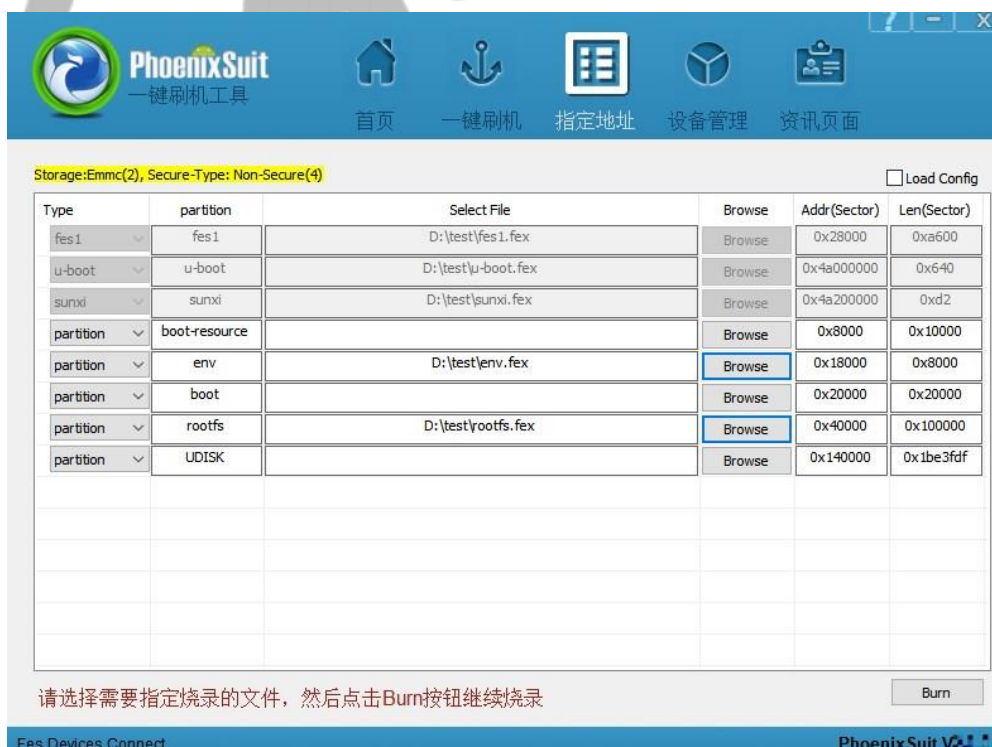 ? - X
PhoenixSuit
一键刷机工具
首页 一键刷机 指定地址 设备管理 资讯页面
Storage:Emmc(2), Secure-Type: Non-Secure(4)
Load Config
Type partition Select File Browse Addr(Sector) Len(Sector)
fes1 fes1 D:\test\fes1.fex Browse 0x28000 0xa600
u-boot u-boot D:\test\u-boot.fex Browse 0x4a000000 0x640
sunxi sunxi D:\test\sunxi.fex Browse 0x4a200000 0xd2
partition boot-resource Browse 0x8000 0x10000
partition env D:\test\env.fex Browse 0x18000 0x8000
partition boot Browse 0x20000 0x20000
partition rootfs D:\test\rootfs.fex Browse 0x40000 0x100000
partition UDISK Browse 0x140000 0x1be3fdf
请选择需要指定烧录的文件，然后点击Burn按钮继续烧录
Burn
Fes Devices Connect
PhoenixSuit